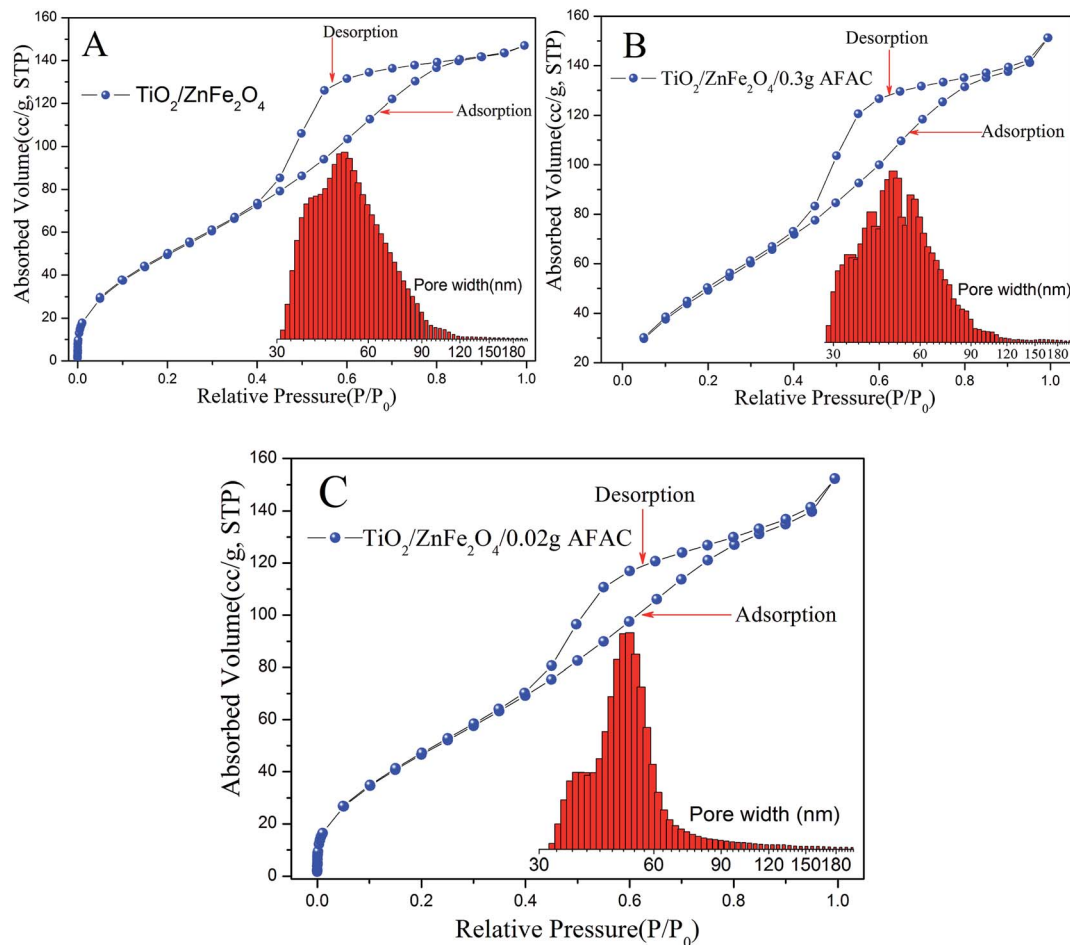 A
Desorption
TiO₂/ZnFe₂O₄
Adsorption
Pore width(nm)
30 60 90 120 150 180
160
140
120
100
80
60
40
20
0
0.0 0.2 0.4 0.6 0.8 1.0
Absorbed Volume(cc/g, STP)
Relative Pressure(P/P₀)
B
Desorption
TiO₂/ZnFe₂O₄/0.3g AFAC
Adsorption
Pore width(nm)
30 60 90 120 150 180
160
140
120
100
80
60
40
20
0.0 0.2 0.4 0.6 0.8 1.0
Absorbed Volume(cc/g, STP)
Relative Pressure(P/P₀)
C
Desorption
TiO₂/ZnFe₂O₄/0.02g AFAC
Adsorption
Pore width (nm)
30 60 90 120 150 180
160
140
120
100
80
60
40
20
0
0.0 0.2 0.4 0.6 0.8 1.0
Absorbed Volume(cc/g, STP)
Relative Pressure(P/P₀)